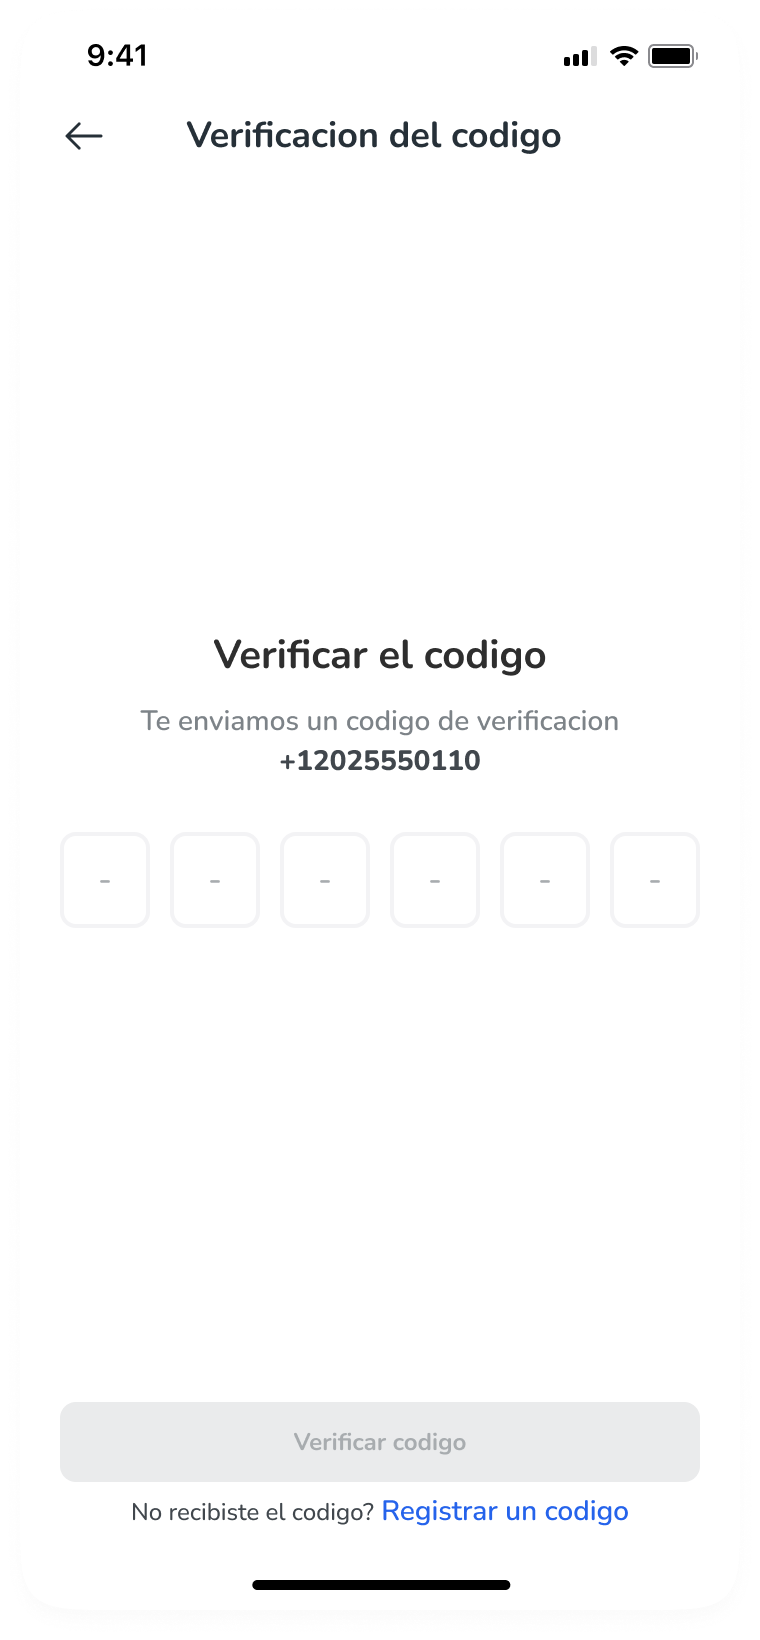 9:41
Verificacion del codigo
Verificar el codigo
Te enviamos un codigo de verificacion
+12025550110
- - - - - -
Verificar codigo
No recibiste el codigo? Registrar un codigo